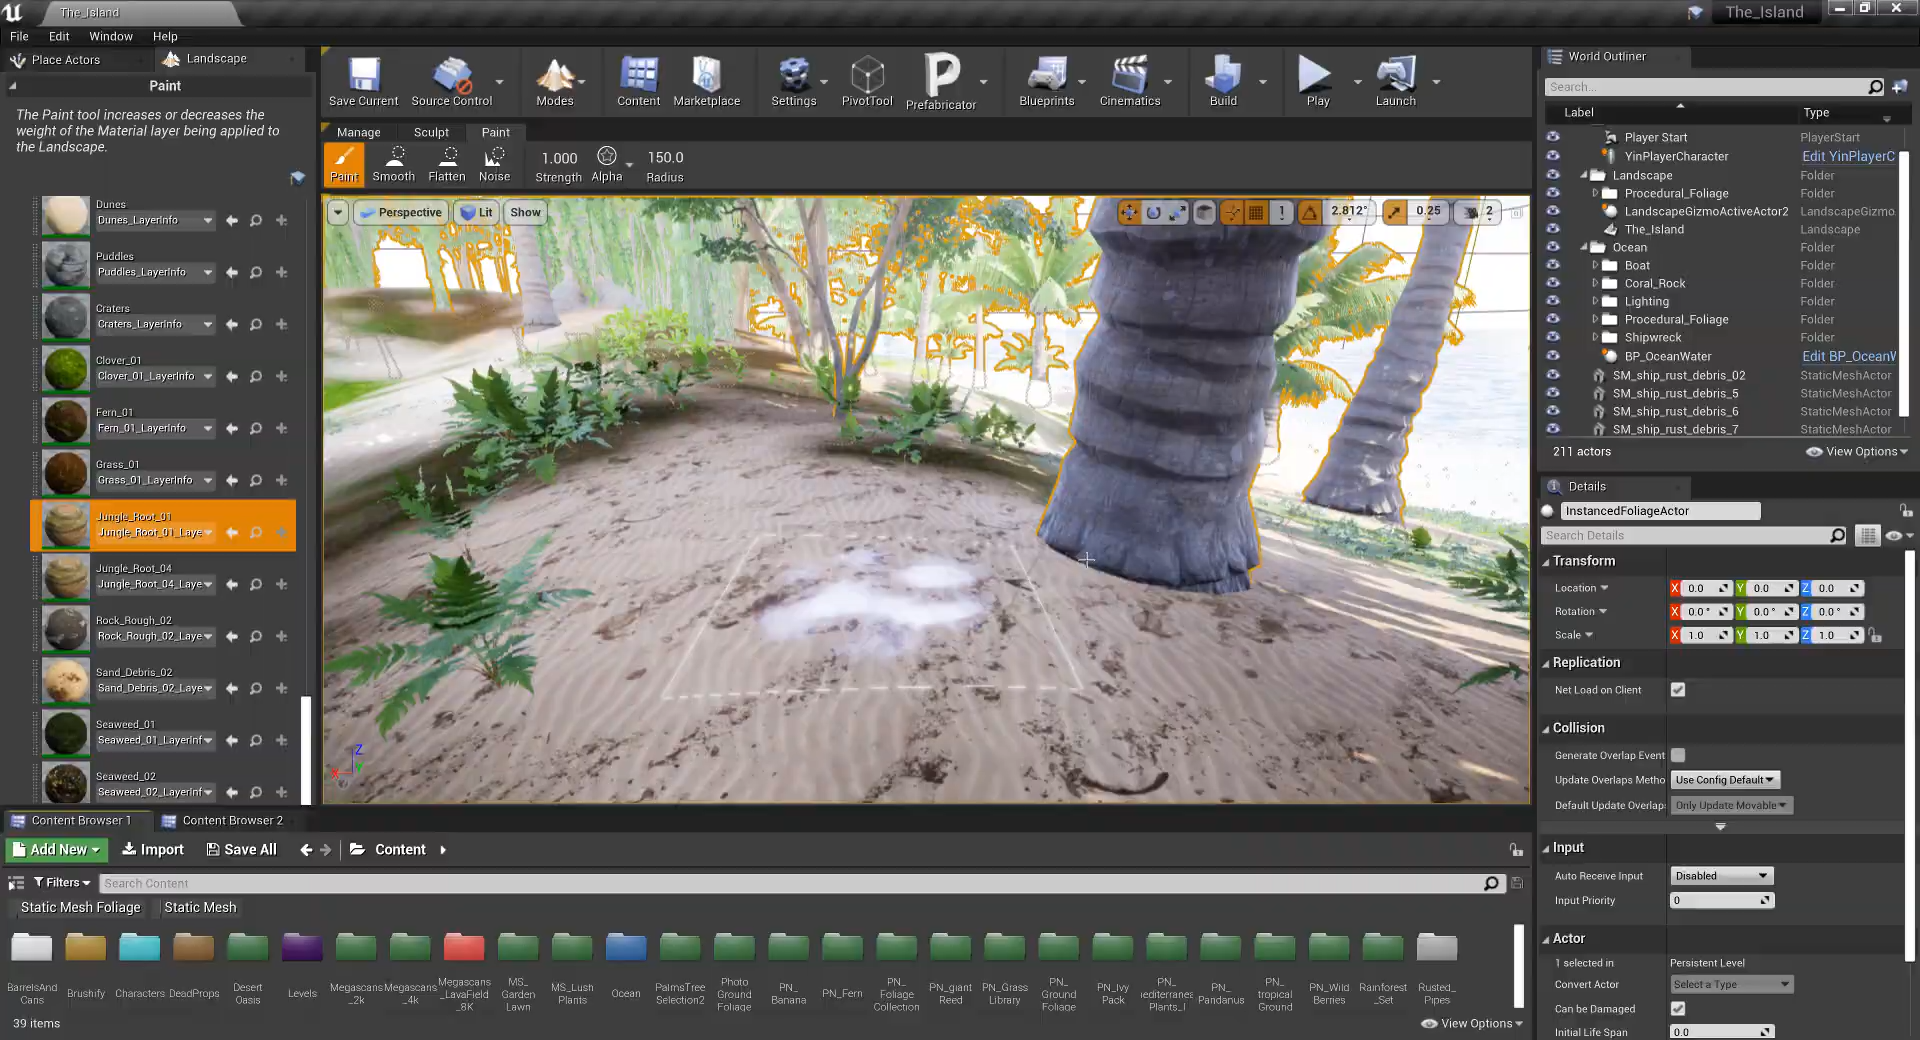 The_Island
The_Island
File Edit Window Help
Place Actors
Landscape
Paint
The Paint tool increases or decreases the
weight of the Material layer being applied to
the Landscape.
Dunes
Dunes_LayerInfo
Puddles
Puddles_LayerInfo
Craters
Craters_LayerInfo
Clover_01
Clover_01_LayerInfo
Fern_01
Fern_01_LayerInfo
Grass_01
Grass_01_LayerInfo
Jungle_Root_01
Jungle_Root_01_Laye
Jungle_Root_04
Jungle_Root_04_Laye
Rock_Rough_02
Rock_Rough_02_Laye
Sand_Debris_02
Sand_Debris_02_Laye
Seaweed_01
Seaweed_01_LayerInf
Seaweed_02
Seaweed_02_LayerInf
Save Current
Source Control
Modes
Content
Marketplace
Settings
PivotTool
Prefabricator
Blueprints
Cinematics
Build
Play
Launch
Manage Sculpt Paint
Paint Smooth Flatten Noise
1.000
Strength
Alpha
150.0
Radius
Perspective Lit Show
2.812° 0.25 2
Z
X
World Outliner
Search...
Label Type
Player Start PlayerStart
YinPlayerCharacter Edit YinPlayerC
Landscape Folder
Procedural_Foliage Folder
LandscapeGizmoActiveActor2 LandscapeGizmo
The_Island Landscape
Ocean Folder
Boat Folder
Coral_Rock Folder
Lighting Folder
Procedural_Foliage Folder
Shipwreck Folder
BP_OceanWater Edit BP_OceanW
SM_ship_rust_debris_02 StaticMeshActor
SM_ship_rust_debris_5 StaticMeshActor
SM_ship_rust_debris_6 StaticMeshActor
SM_ship_rust_debris_7 StaticMeshActor
211 actors
View Options
Details
InstancedFoliageActor
Search Details
Transform
Location X 0.0 Y 0.0 Z 0.0
Rotation X 0.0° Y 0.0° Z 0.0°
Scale X 1.0 Y 1.0 Z 1.0
Replication
Net Load on Client
Collision
Generate Overlap Event
Update Overlaps Metho Use Config Default
Default Update Overlap Only Update Movable
Input
Auto Receive Input Disabled
Input Priority 0
Actor
1 selected in Persistent Level
Convert Actor Select a Type
Can be Damaged
Initial Life Span 0.0
Content Browser 1
Content Browser 2
Add New
Import
Save All
Content
Filters
Search Content
Static Mesh Foliage
Static Mesh
BarrelsAnd
Cans
Brushify
Characters
DeadProps
Desert
Oasis
Levels
Megascans
_2k
Megascans
_4k
Megascans
_LavaField
_8K
MS_
Garden
Lawn
MS_Lush
Plants
Ocean
PalmsTree
Selection2
Photo
Ground
Foliage
PN_
Banana
PN_Fern
PN_
Foliage
Collection
PN_giant
Reed
PN_Grass
Library
PN_
Ground
Foliage
PN_Ivy
Pack
PN_
editerranea
Plants_I
PN_
Pandanus
PN_
tropical
Ground
PN_Wild
Berries
Rainforest
_Set
Rusted_
Pipes
39 items
View Options